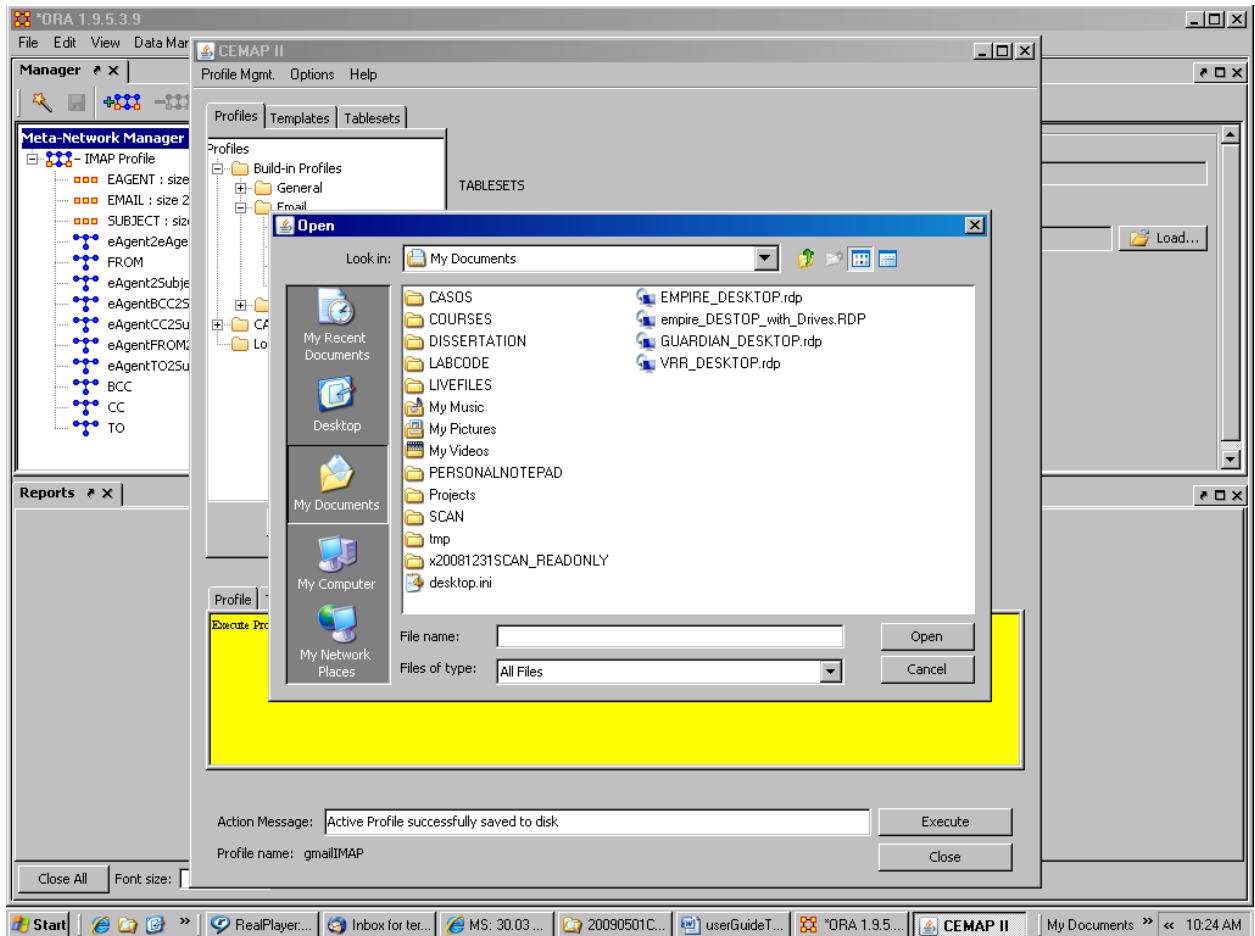 *ORA 1.9.5.3.9
File Edit View Data Mar
CEMAP II
Profile Mgmt. Options Help
Manager
Profiles Templates Tablesets
Meta-Network Manager
IMAP Profile
EAGENT : size
EMAIL : size 2
SUBJECT : size
eAgent2eAge
FROM
eAgent2Subje
eAgentBCC2S
eAgentCC2Su
eAgentFROM2
eAgentTO2Su
BCC
CC
TO
Profiles
Build-in Profiles
General
Email
CA
Lo
TABLESETS
Load...
Open
Look in: My Documents
My Recent
Documents
Desktop
My Documents
My Computer
My Network
Places
CASOS
COURSES
DISSERTATION
LABCODE
LIVEFILES
My Music
My Pictures
My Videos
PERSONALNOTEPAD
Projects
SCAN
tmp
x20081231SCAN_READONLY
desktop.ini
EMPIRE_DESKTOP.rdp
empire_DESTOP_with_Drives.RDP
GUARDIAN_DESKTOP.rdp
VRR_DESKTOP.rdp
File name:
Open
Files of type: All Files
Cancel
Reports
Profile
Execute Pro
Action Message: Active Profile successfully saved to disk
Execute
Profile name: gmailIMAP
Close
Close All Font size:
Start » RealPlayer:... Inbox for ter... MS: 30.03 ... 20090501C... userGuideT... *ORA 1.9.5.... CEMAP II My Documents » « 10:24 AM